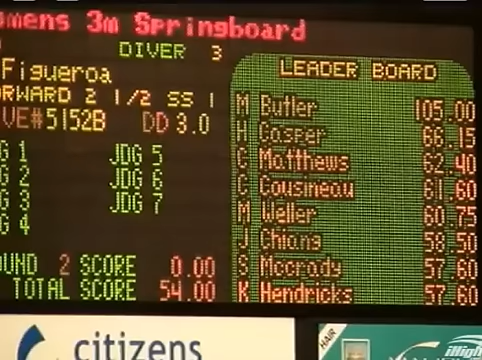 omens 3m Springboard
DIVER 3
Figueroa
ORWARD 2 1/2 SS 1
VE# 5152B DD 3.0
G 1 JDG 5
G 2 JDG 6
G 3 JDG 7
G 4
OUND 2 SCORE 0.00
TOTAL SCORE 54.00
LEADER BOARD
M Butler 105.00
H Casper 66.15
C Matthews 62.40
C Cousineau 61.60
M Weller 60.75
J Chiang 58.50
S Mccrady 57.60
K Hendricks 57.60
citizens
HAIR